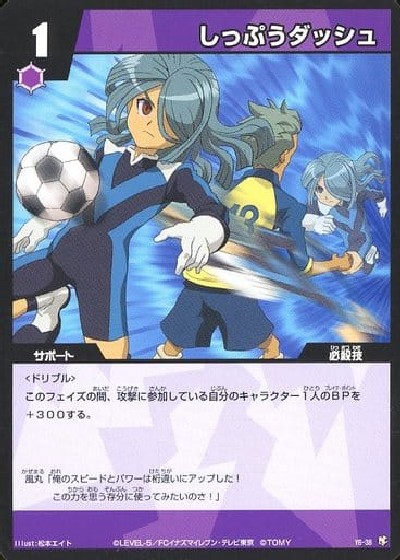 1
しっぷうダッシュ
サポート
必殺技
<ドリブル>
このフェイズの間、攻撃に参加している自分のキャラクター1人のBPを
+300する。
風丸「俺のスピードとパワーは桁違いにアップした!
この力を思う存分に使ってみたいのさ!」
Illust:松本エイト
©LEVEL-5/FCイナズマイレブン・テレビ東京 ©TOMY